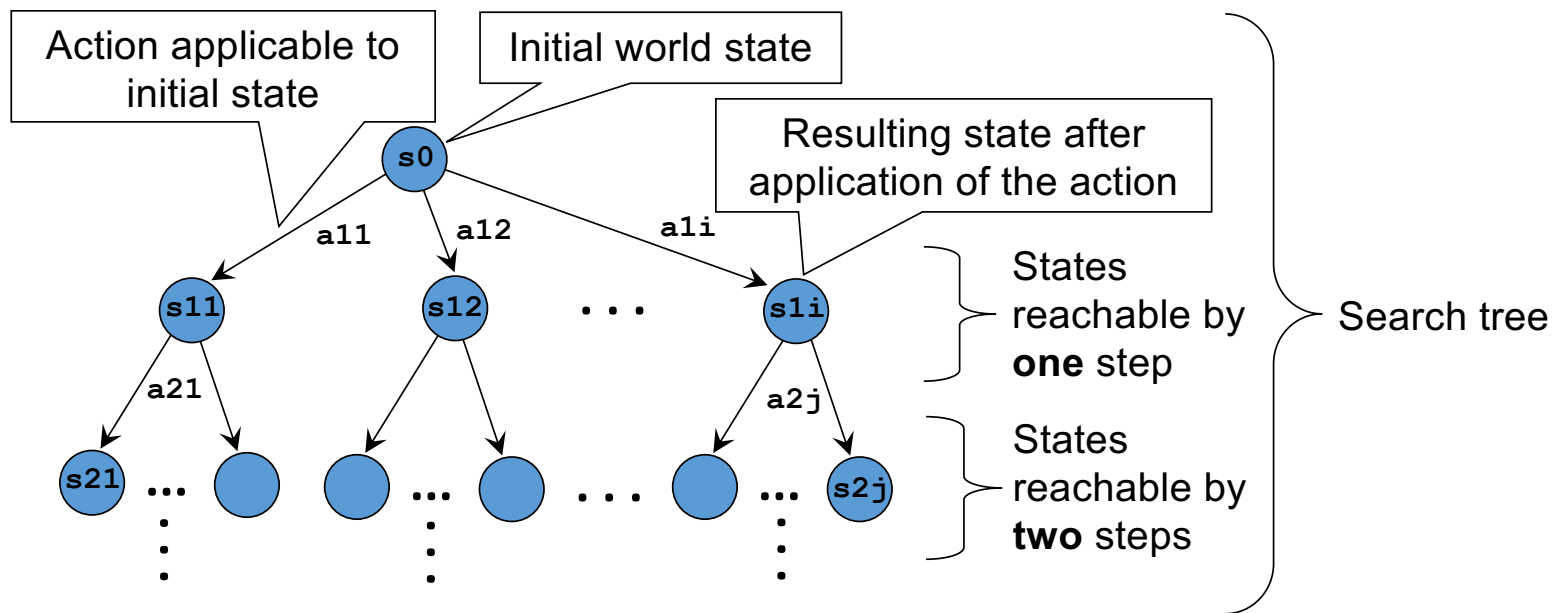 Action applicable to
initial state
Initial world state
s0
Resulting state after
application of the action
a11
a12
a1i
s11
s12
. . .
s1i
States
reachable by
one step
Search tree
a21
a2j
s21
...
...
. . .
...
s2j
States
reachable by
two steps